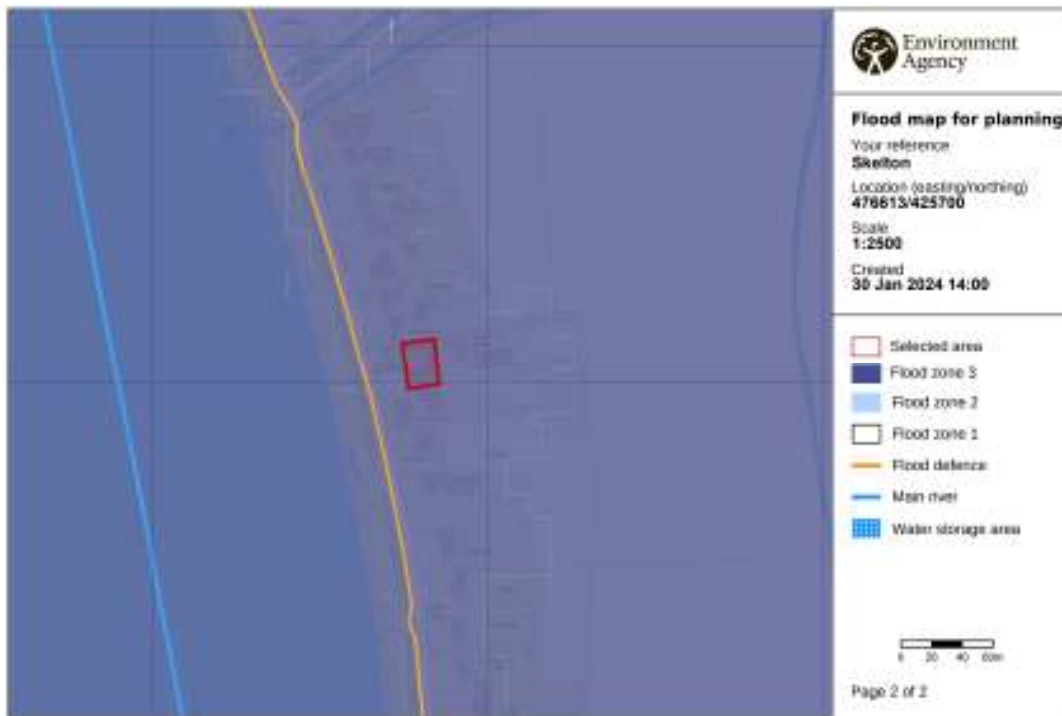 Environment
Agency
Flood map for planning
Your reference
Skelton
Location (easting/northing)
476613/425700
Scale
1:2500
Created
30 Jan 2024 14:00
Selected area
Flood zone 3
Flood zone 2
Flood zone 1
Flood defence
Main river
Water storage area
0 20 40 60m
Page 2 of 2